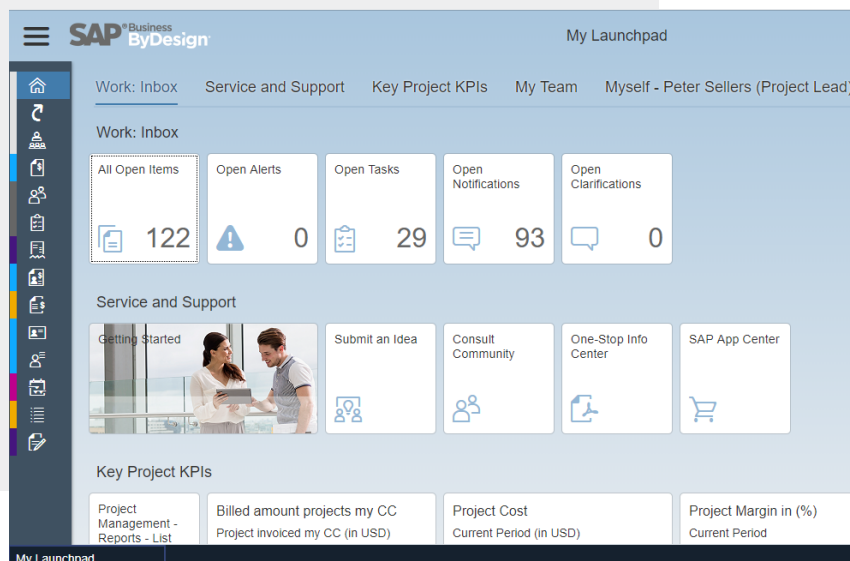 SAP® Business
ByDesign
My Launchpad
Work: Inbox Service and Support Key Project KPIs My Team Myself - Peter Sellers (Project Lead)
Work: Inbox
All Open Items
122
Open Alerts
0
Open Tasks
29
Open
Notifications
93
Open
Clarifications
0
Service and Support
Getting Started
Submit an Idea
Consult
Community
One-Stop Info
Center
SAP App Center
Key Project KPIs
Project
Management -
Reports - List
Billed amount projects my CC
Project invoiced my CC (in USD)
Project Cost
Current Period (in USD)
Project Margin in (%)
Current Period
My Launchpad